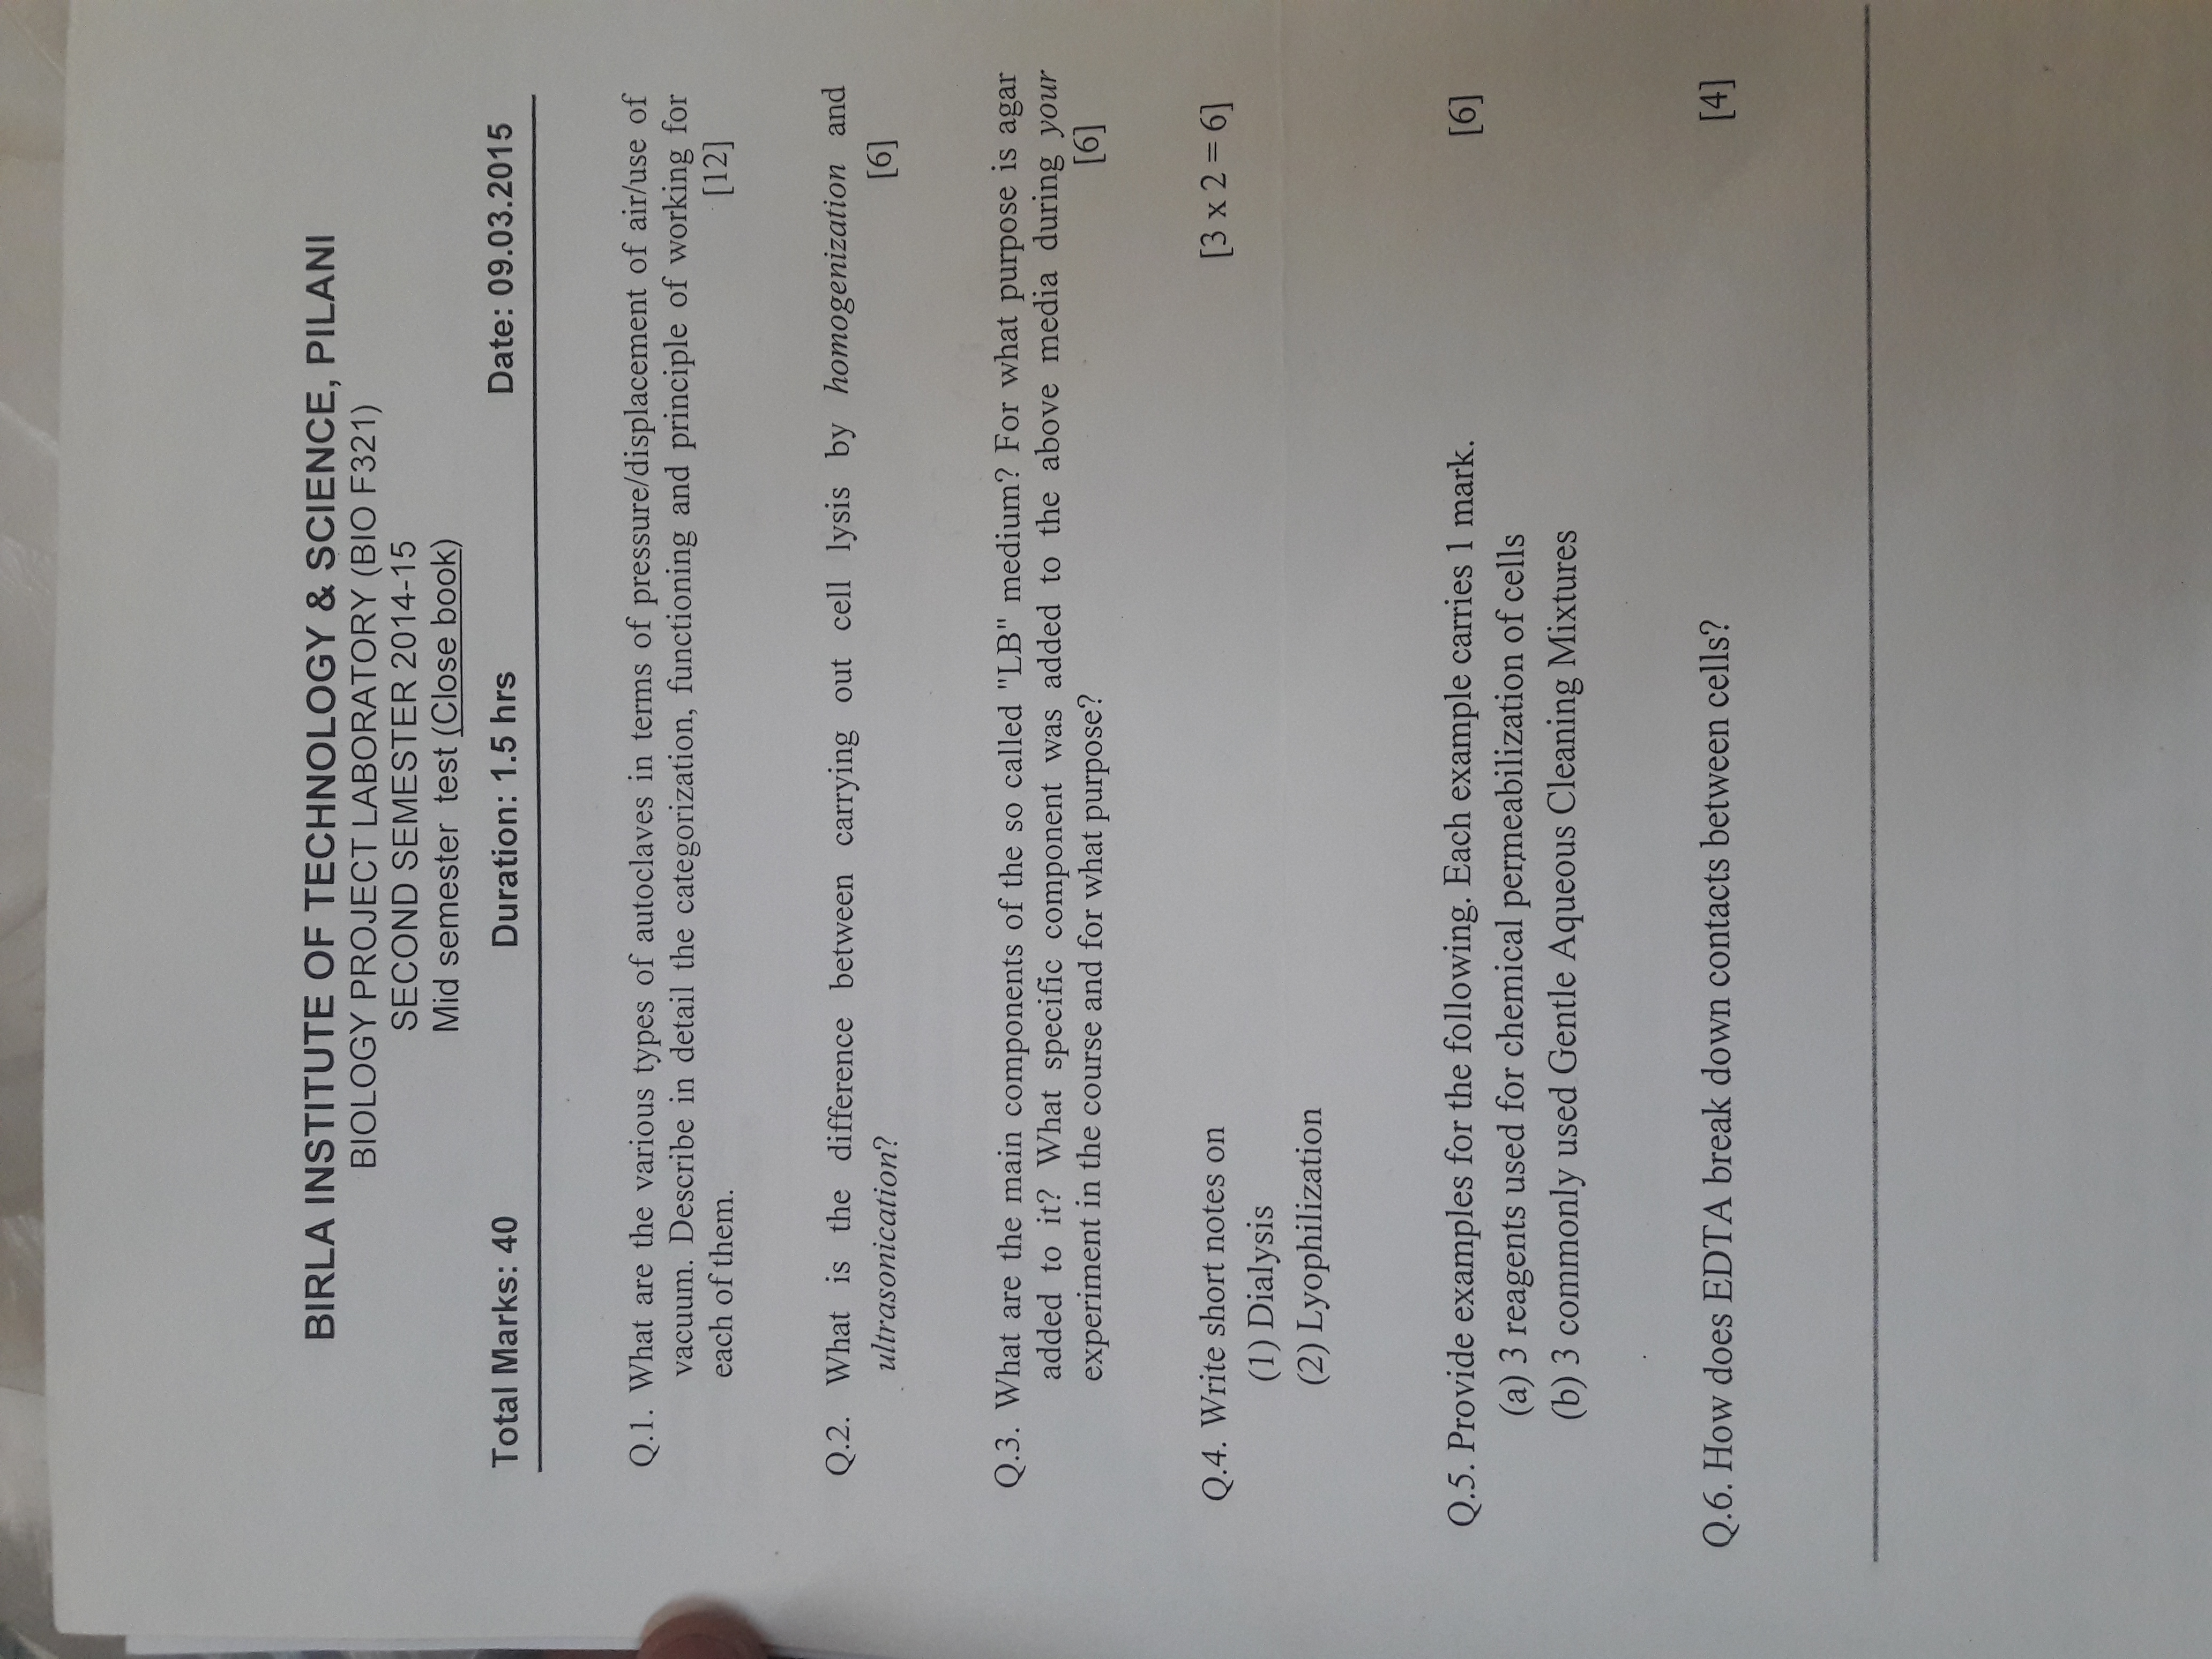 BIRLA INSTITUTE OF TECHNOLOGY & SCIENCE, PILANI
BIOLOGY PROJECT LABORATORY (BIO F321)
SECOND SEMESTER 2014-15
Mid semester test (Close book)
Total Marks: 40 Duration: 1.5 hrs Date: 09.03.2015
Q.1. What are the various types of autoclaves in terms of pressure/displacement of air/use of
vacuum. Describe in detail the categorization, functioning and principle of working for
each of them. [12]
Q.2. What is the difference between carrying out cell lysis by homogenization and
ultrasonication? [6]
Q.3. What are the main components of the so called "LB" medium? For what purpose is agar
added to it? What specific component was added to the above media during your
experiment in the course and for what purpose? [6]
Q.4. Write short notes on [3 x 2 = 6]
(1) Dialysis
(2) Lyophilization
Q.5. Provide examples for the following. Each example carries 1 mark. [6]
(a) 3 reagents used for chemical permeabilization of cells
(b) 3 commonly used Gentle Aqueous Cleaning Mixtures
Q.6. How does EDTA break down contacts between cells? [4]